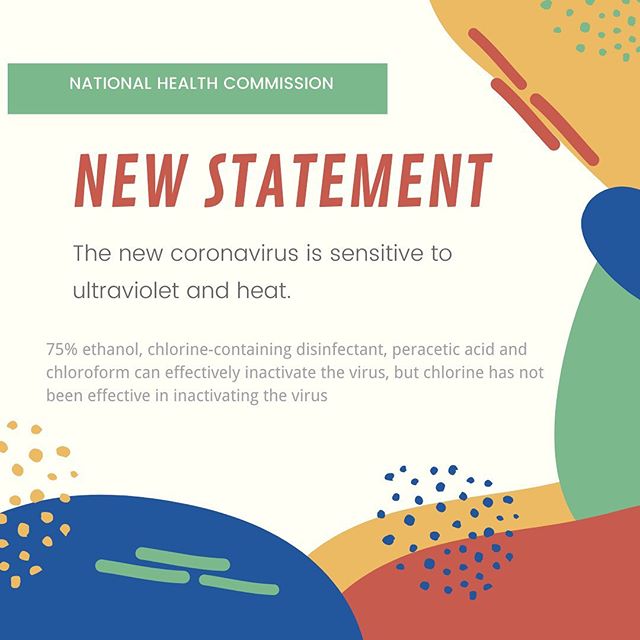 NATIONAL HEALTH COMMISSION
NEW STATEMENT
The new coronavirus is sensitive to
ultraviolet and heat.
75% ethanol, chlorine-containing disinfectant, peracetic acid and
chloroform can effectively inactivate the virus, but chlorine has not
been effective in inactivating the virus